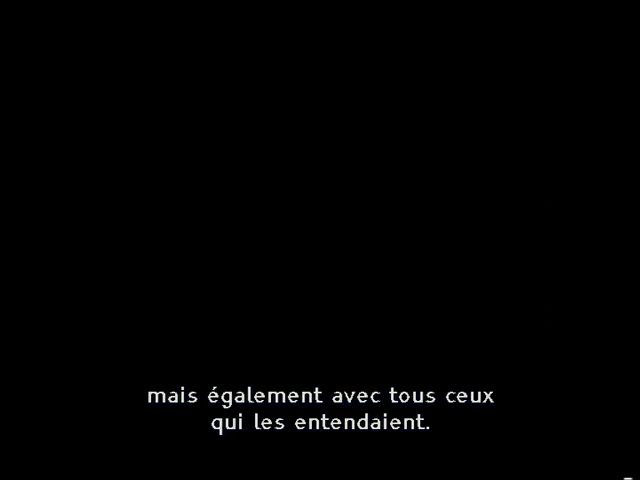 mais également avec tous ceux
qui les entendaient.